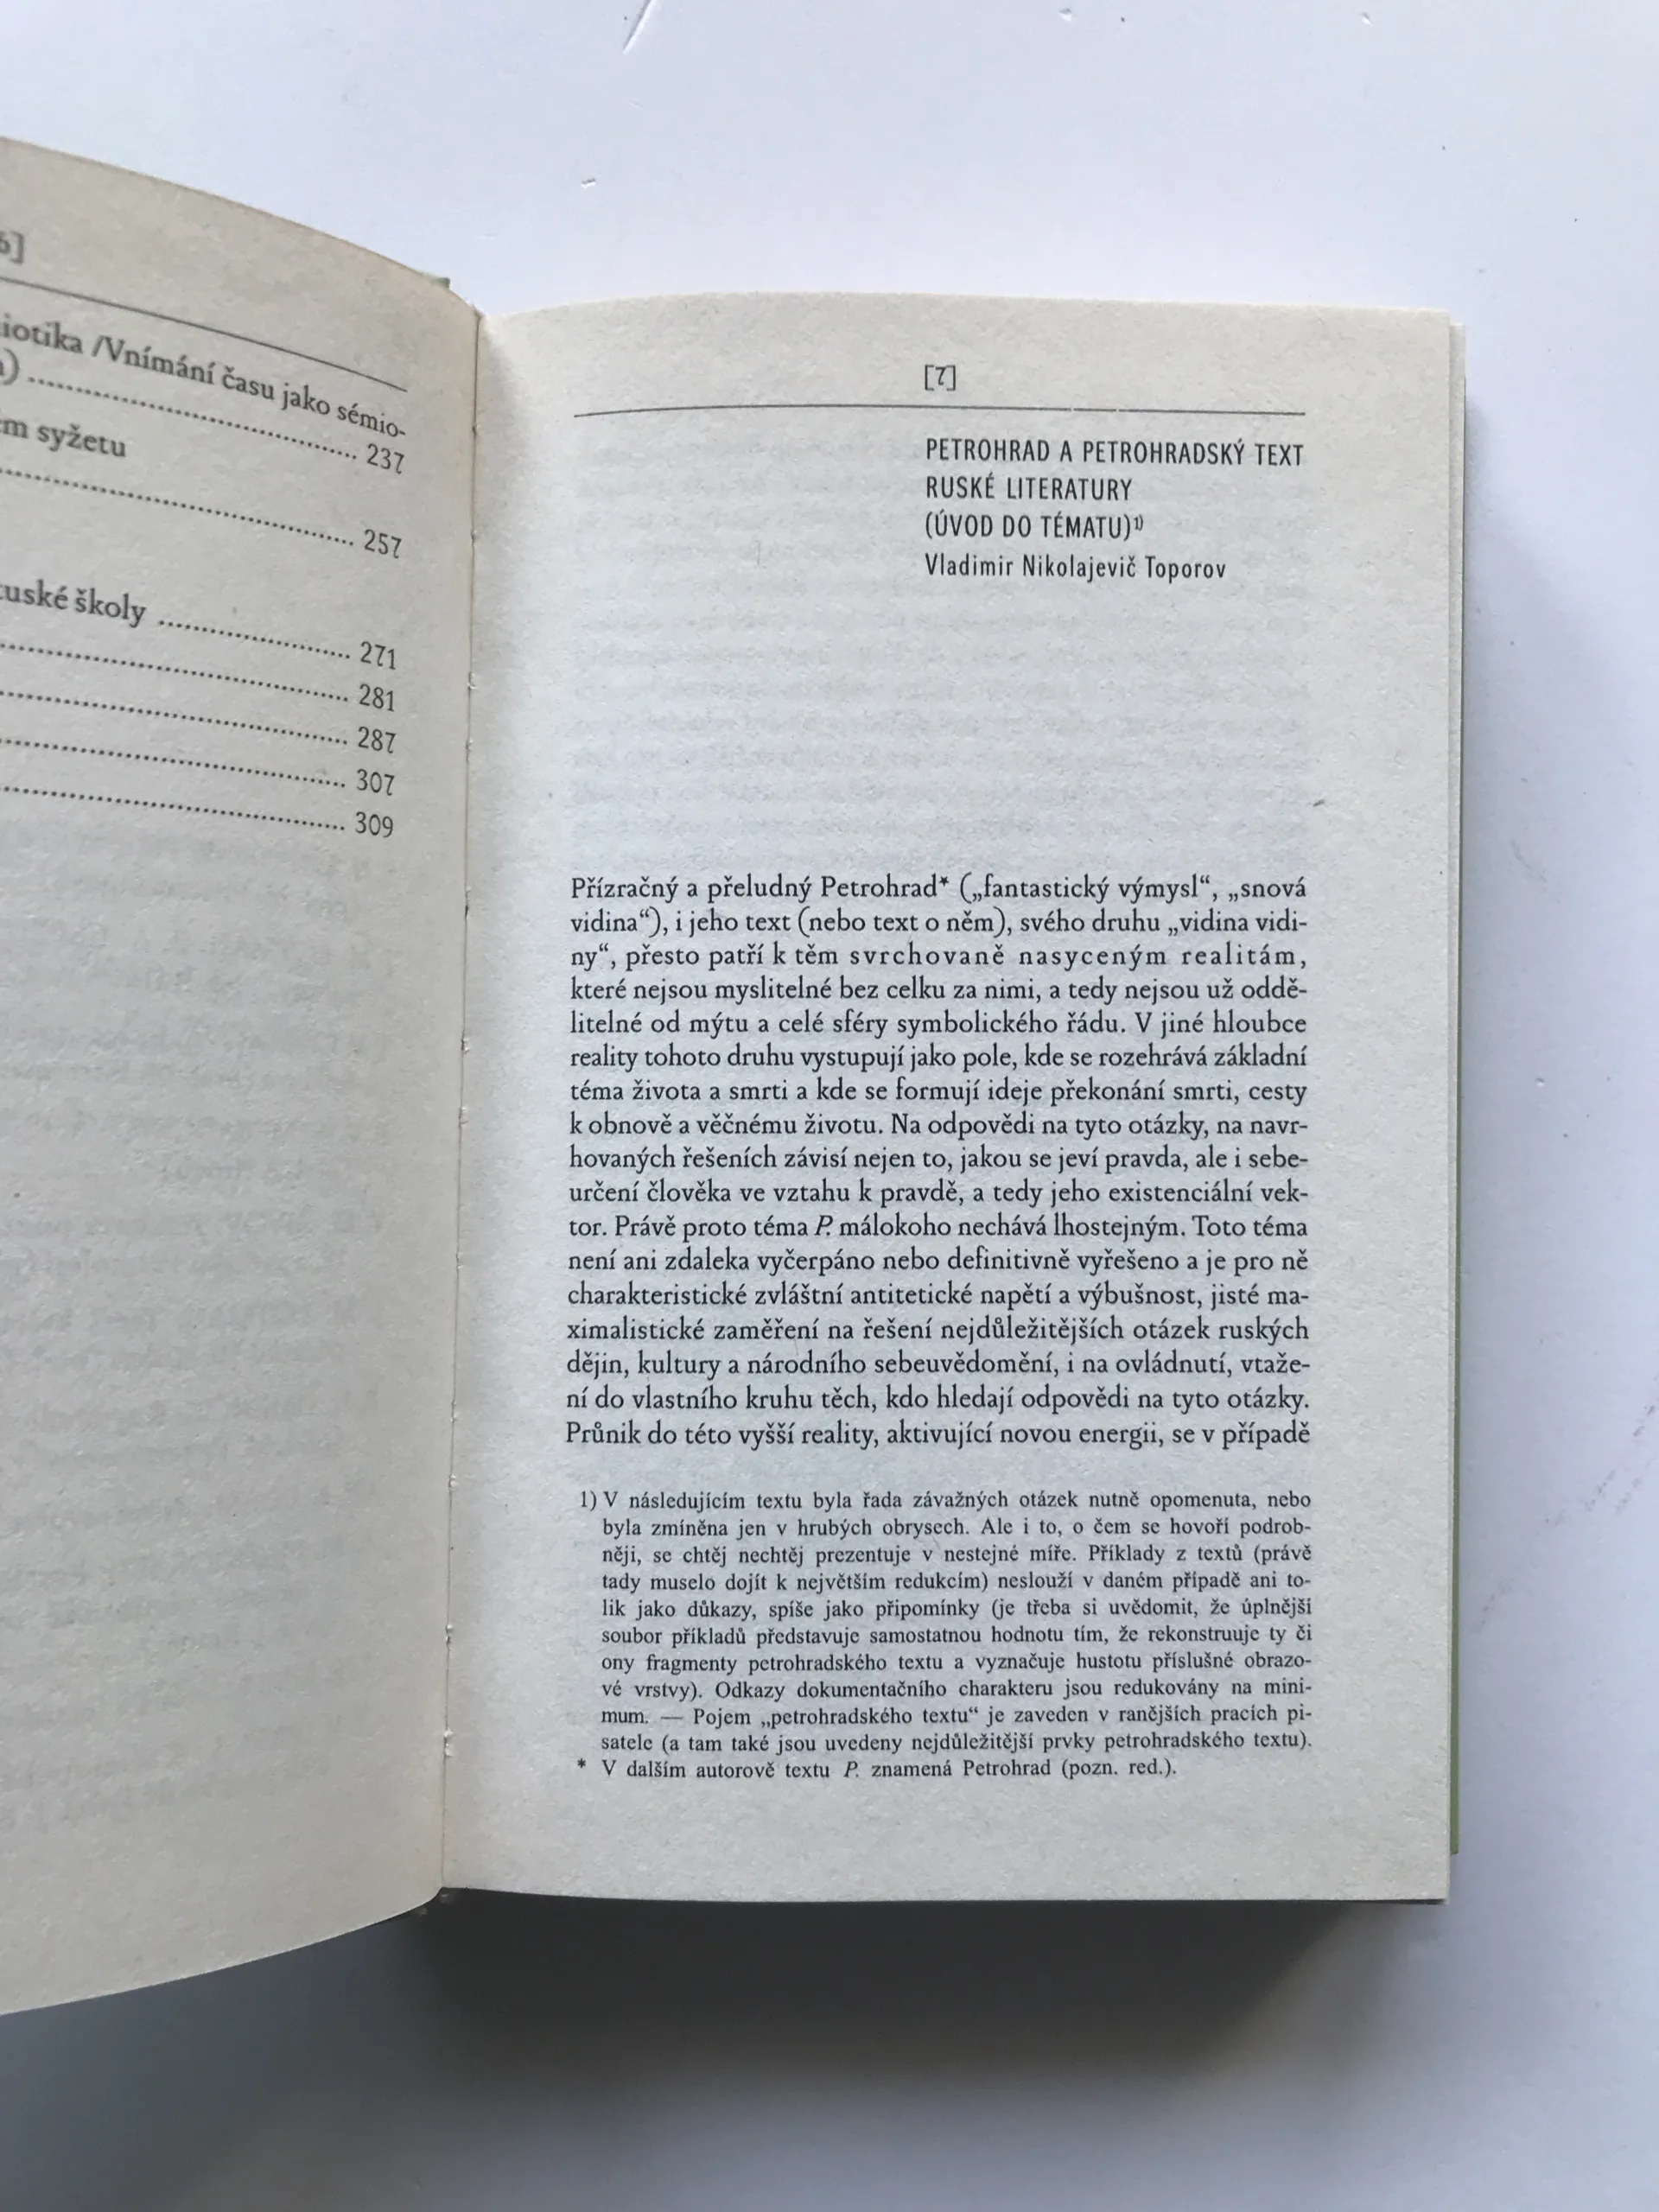 6]
/Vnímání času jako sémio-
237
syžetu
257
školy 271
281
287
307
309
[7]
PETROHRAD A PETROHRADSKÝ TEXT
RUSKÉ LITERATURY
(ÚVOD DO TÉMATU)1)
Vladimir Nikolajevič Toporov
Přízračný a přeludný Petrohrad* („fantastický výmysl“, „snová
vidina“), i jeho text (nebo text o něm), svého druhu „vidina vidi-
ny“, přesto patří k těm svrchovaně nasyceným realitám,
které nejsou myslitelné bez celku za nimi, a tedy nejsou už oddě-
litelné od mýtu a celé sféry symbolického řádu. V jiné hloubce
reality tohoto druhu vystupují jako pole, kde se rozehrává základní
téma života a smrti a kde se formují ideje překonání smrti, cesty
k obnově a věčnému životu. Na odpovědi na tyto otázky, na navr-
hovaných řešeních závisí nejen to, jakou se jeví pravda, ale i sebe-
určení člověka ve vztahu k pravdě, a tedy jeho existenciální vek-
tor. Právě proto téma P. málokoho nechává lhostejným. Toto téma
není ani zdaleka vyčerpáno nebo definitivně vyřešeno a je pro ně
charakteristické zvláštní antitetické napětí a výbušnost, jisté ma-
ximalistické zaměření na řešení nejdůležitějších otázek ruských
dějin, kultury a národního sebeuvědomění, i na ovládnutí, vtaže-
ní do vlastního kruhu těch, kdo hledají odpovědi na tyto otázky.
Průnik do této vyšší reality, aktivující novou energii, se v případě
1) V následujícím textu byla řada závažných otázek nutně opomenuta, nebo
byla zmíněna jen v hrubých obrysech. Ale i to, o čem se hovoří podrob-
něji, se chtěj nechtěj prezentuje v nestejné míře. Příklady z textů (právě
tady muselo dojít k největším redukcím) neslouží v daném případě ani to-
lik jako důkazy, spíše jako připomínky (je třeba si uvědomit, že úplnější
soubor příkladů představuje samostatnou hodnotu tím, že rekonstruuje ty či
ony fragmenty petrohradského textu a vyznačuje hustotu příslušné obrazo-
vé vrstvy). Odkazy dokumentačního charakteru jsou redukovány na mini-
mum. — Pojem „petrohradského textu“ je zaveden v ranějších pracích pi-
satele (a tam také jsou uvedeny nejdůležitější prvky petrohradského textu).
* V dalším autorově textu P. znamená Petrohrad (pozn. red.).